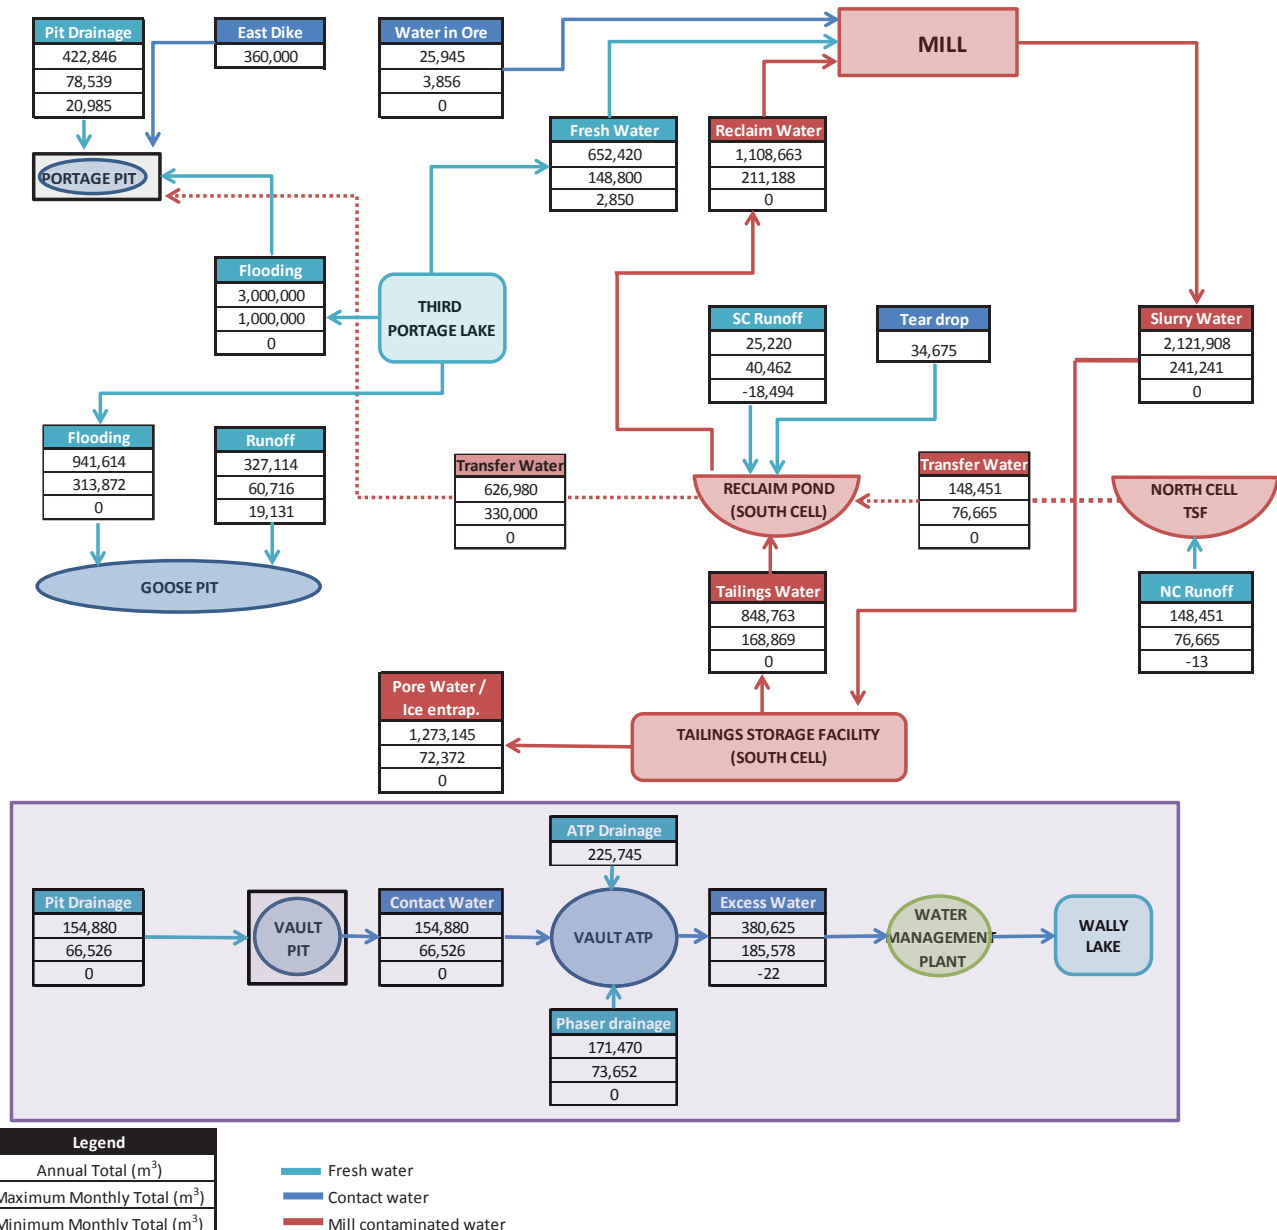 Pit Drainage
422,846
78,539
20,985
East Dike
360,000
Water in Ore
25,945
3,856
0
MILL
Fresh Water
652,420
148,800
2,850
Reclaim Water
1,108,663
211,188
0
PORTAGE PIT
Flooding
3,000,000
1,000,000
0
THIRD
PORTAGE LAKE
SC Runoff
25,220
40,462
-18,494
Tear drop
34,675
Slurry Water
2,121,908
241,241
0
Flooding
941,614
313,872
0
Runoff
327,114
60,716
19,131
Transfer Water
626,980
330,000
0
RECLAIM POND
(SOUTH CELL)
Transfer Water
148,451
76,665
0
NORTH CELL
TSF
GOOSE PIT
Tailings Water
848,763
168,869
0
NC Runoff
148,451
76,665
-13
Pore Water /
Ice entrap.
1,273,145
72,372
0
TAILINGS STORAGE FACILITY
(SOUTH CELL)
ATP Drainage
225,745
Pit Drainage
154,880
66,526
0
VAULT
PIT
Contact Water
154,880
66,526
0
VAULT ATP
Excess Water
380,625
185,578
-22
WATER
MANAGEMENT
PLANT
WALLY
LAKE
Phaser drainage
171,470
73,652
0
Legend
Annual Total (m³)
Maximum Monthly Total (m³)
Minimum Monthly Total (m³)
Fresh water
Contact water
Mill contaminated water